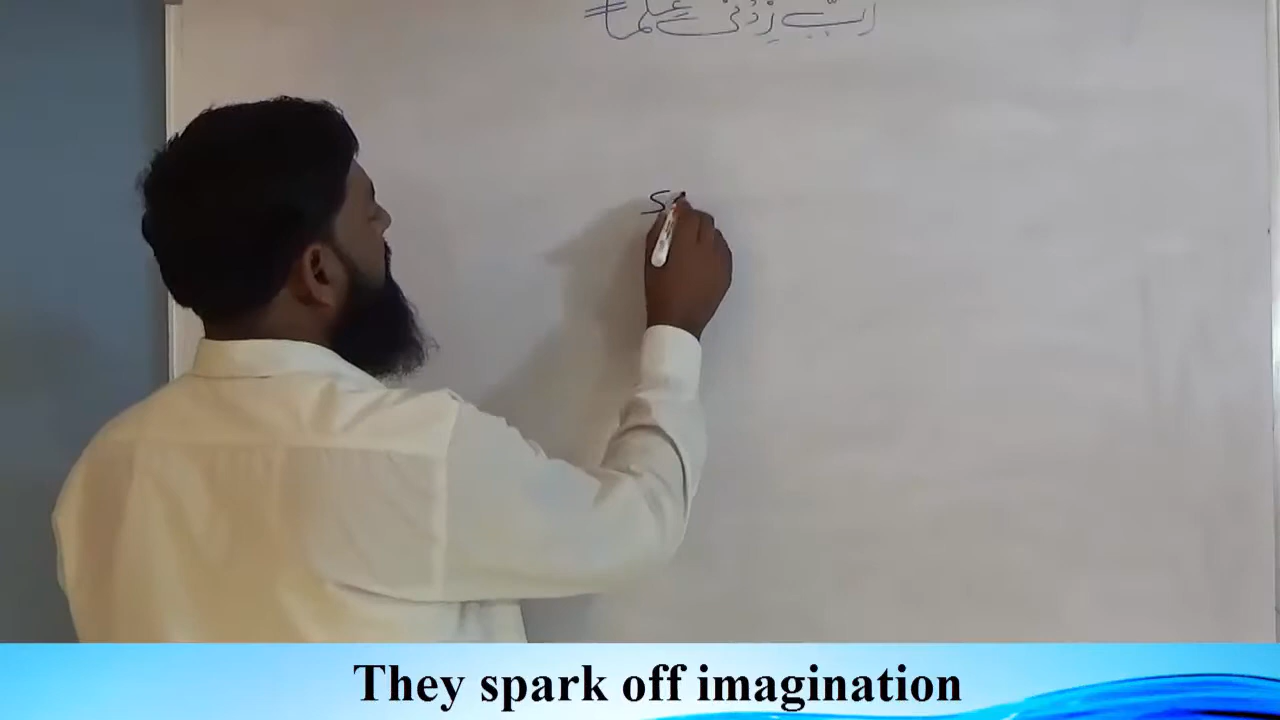 رَبِّ زِدْنِي عِلْمًا
S
They spark off imagination